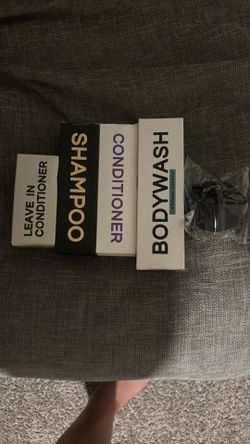 LEAVE IN
CONDITIONER
SHAMPOO
CONDITIONER
BODYWASH